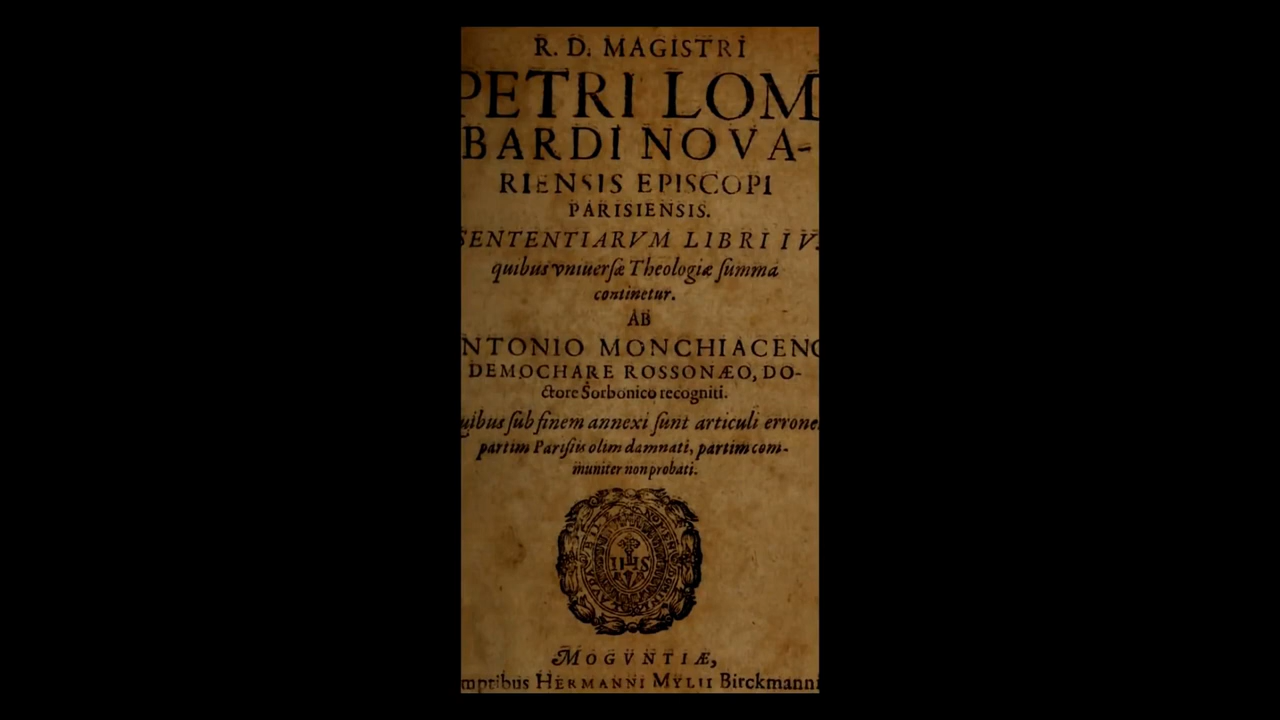 R. D. MAGISTRI
PETRI LOM
BARDI NOVA-
RIENSIS EPISCOPI
PARISIENSIS.
SENTENTIARVM LIBRI IV.
quibus vniuerſæ Theologiæ ſumma
continetur.
AB
NTONIO MONCHIACENO
DEMOCHARE ROSSONÆO, DO-
ctore Sorbonico recogniti.
uibus ſub finem annexi ſunt articuli errone
partim Pariſiis olim damnati, partim com-
muniter non probati.
IHS
MOGVNTIÆ,
mptibus HERMANNI MYLII Birckmanni